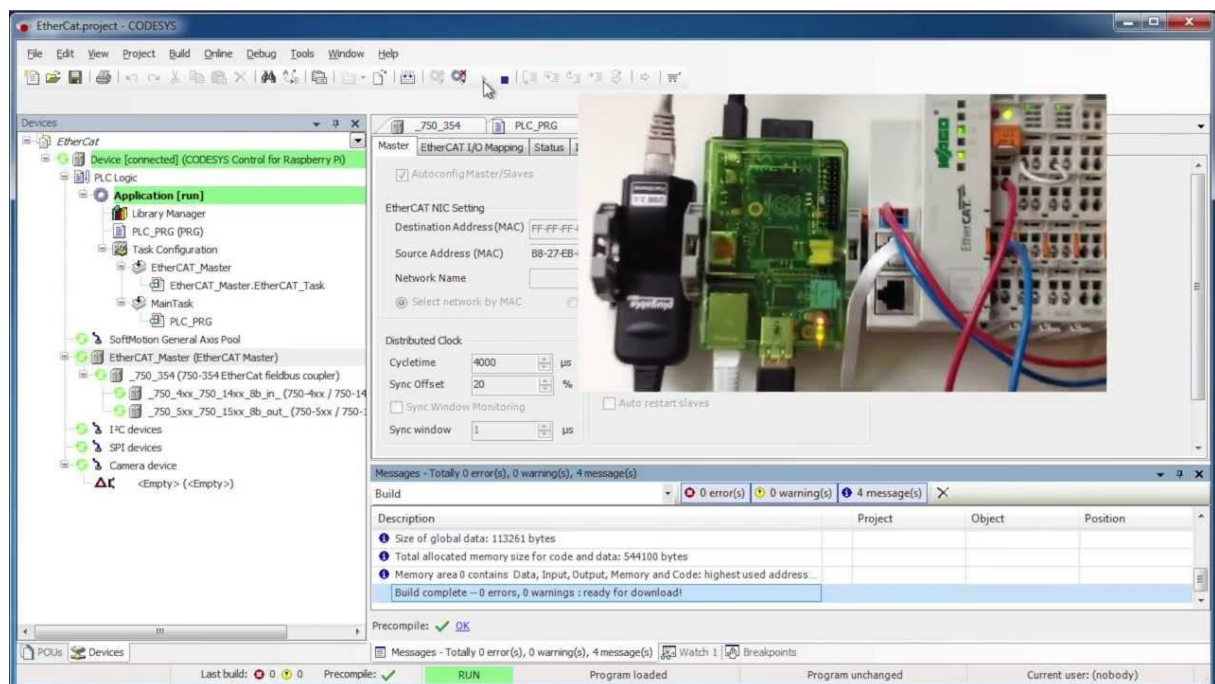 EtherCat.project - CODESYS
File Edit View Project Build Online Debug Tools Window Help
Devices
EtherCat
Device [connected] (CODESYS Control for Raspberry Pi)
PLC Logic
Application [run]
Library Manager
PLC_PRG (PRG)
Task Configuration
EtherCAT_Master
EtherCAT_Master.EtherCAT_Task
MainTask
PLC_PRG
SoftMotion General Axis Pool
EtherCAT_Master (EtherCAT Master)
_750_354 (750-354 EtherCat fieldbus coupler)
_750_4xx_750_14xx_8b_in_ (750-4xx / 750-14
_750_5xx_750_15xx_8b_out_ (750-5xx / 750-
I²C devices
SPI devices
Camera device
<Empty> (<Empty>)
POUs Devices
_750_354 PLC_PRG
Master EtherCAT I/O Mapping Status
Autoconfig Master/Slaves
EtherCAT NIC Setting
Destination Address (MAC) FF-FF-FF-
Source Address (MAC) B8-27-EB-
Network Name
Select network by MAC
Distributed Clock
Cycletime 4000 µs
Sync Offset 20 %
Sync Window Monitoring
Sync window 1 µs
Auto restart slaves
WAGO
EtherCAT
plugable
Messages - Totally 0 error(s), 0 warning(s), 4 message(s)
Build 0 error(s) 0 warning(s) 4 message(s)
Description Project Object Position
Size of global data: 113261 bytes
Total allocated memory size for code and data: 544100 bytes
Memory area 0 contains Data, Input, Output, Memory and Code: highest used address...
Build complete -- 0 errors, 0 warnings : ready for download!
Precompile: OK
Messages - Totally 0 error(s), 0 warning(s), 4 message(s) Watch 1 Breakpoints
Last build: 0 0 Precompile: RUN Program loaded Program unchanged Current user: (nobody)